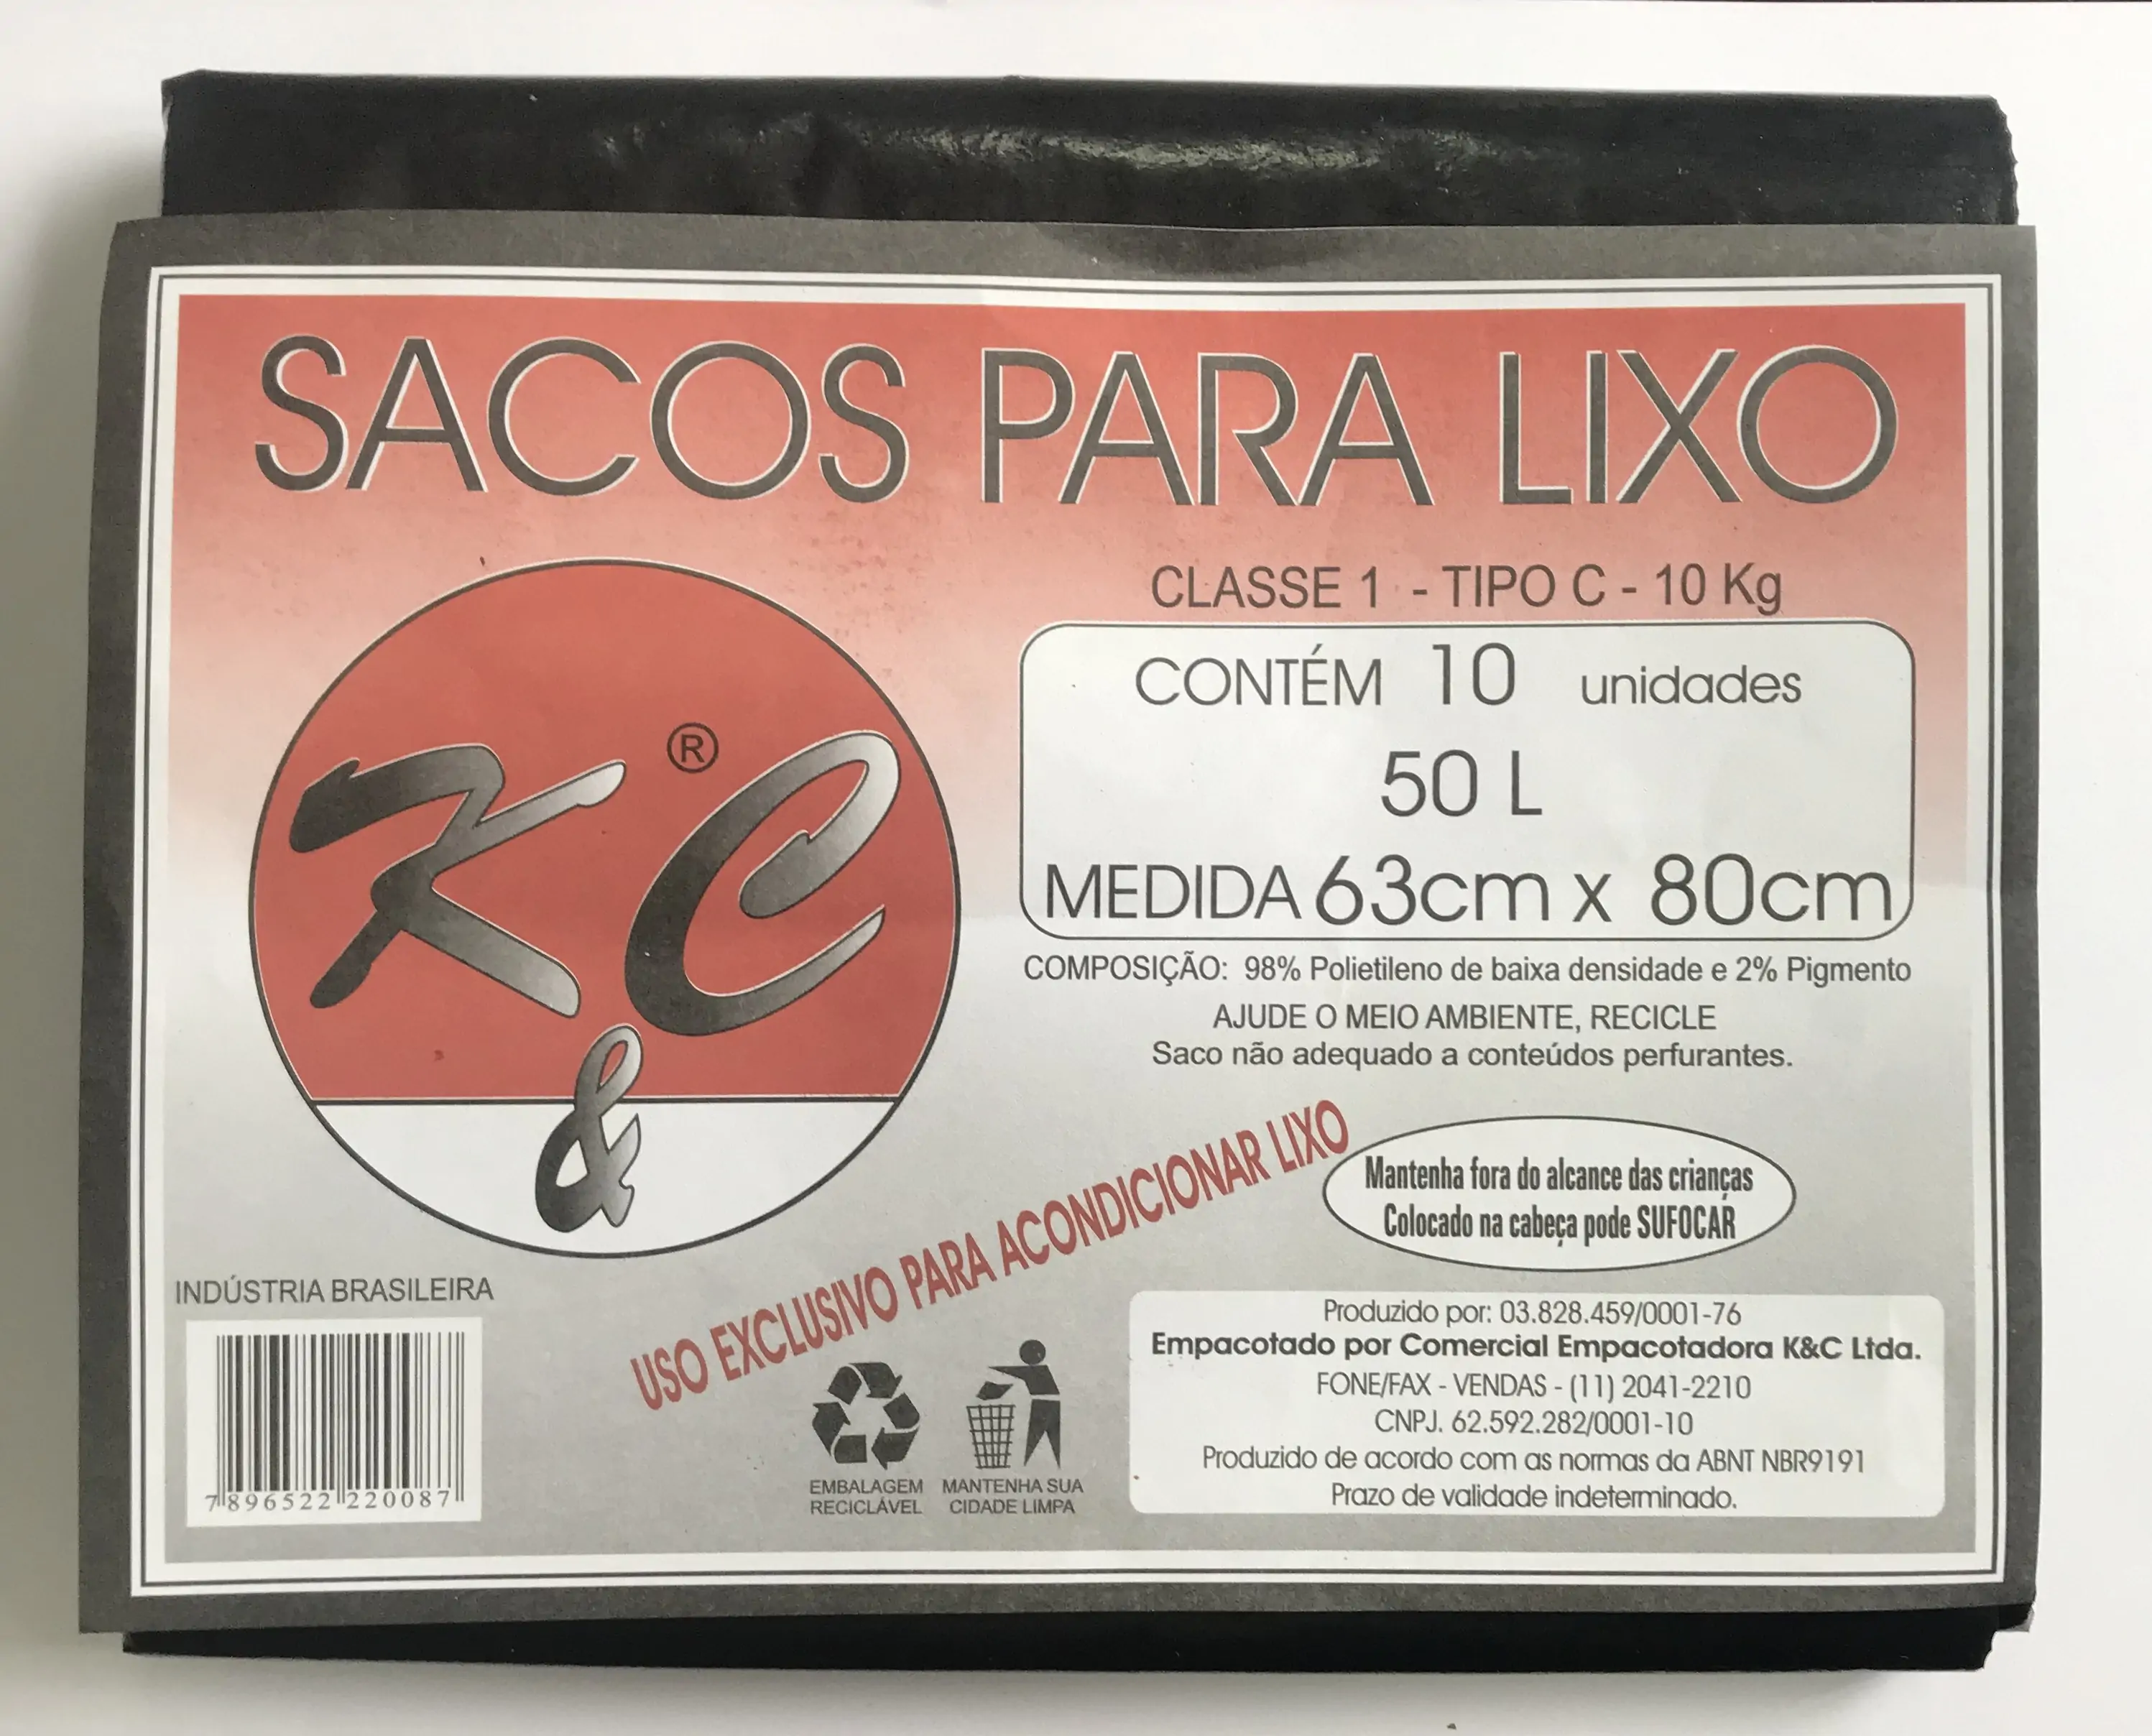 SACOS PARA LIXO
CLASSE 1 - TIPO C - 10 Kg
CONTÉM 10 unidades
50 L
MEDIDA 63cm x 80cm
COMPOSIÇÃO: 98% Polietileno de baixa densidade e 2% Pigmento
AJUDE O MEIO AMBIENTE, RECICLE
Saco não adequado a conteúdos perfurantes.
K & C ®
USO EXCLUSIVO PARA ACONDICIONAR LIXO
Mantenha fora do alcance das crianças
Colocado na cabeça pode SUFOCAR
INDÚSTRIA BRASILEIRA
7 896522 220087
EMBALAGEM
RECICLÁVEL
MANTENHA SUA
CIDADE LIMPA
Produzido por: 03.828.459/0001-76
Empacotado por Comercial Empacotadora K&C Ltda.
FONE/FAX - VENDAS - (11) 2041-2210
CNPJ. 62.592.282/0001-10
Produzido de acordo com as normas da ABNT NBR9191
Prazo de validade indeterminado.